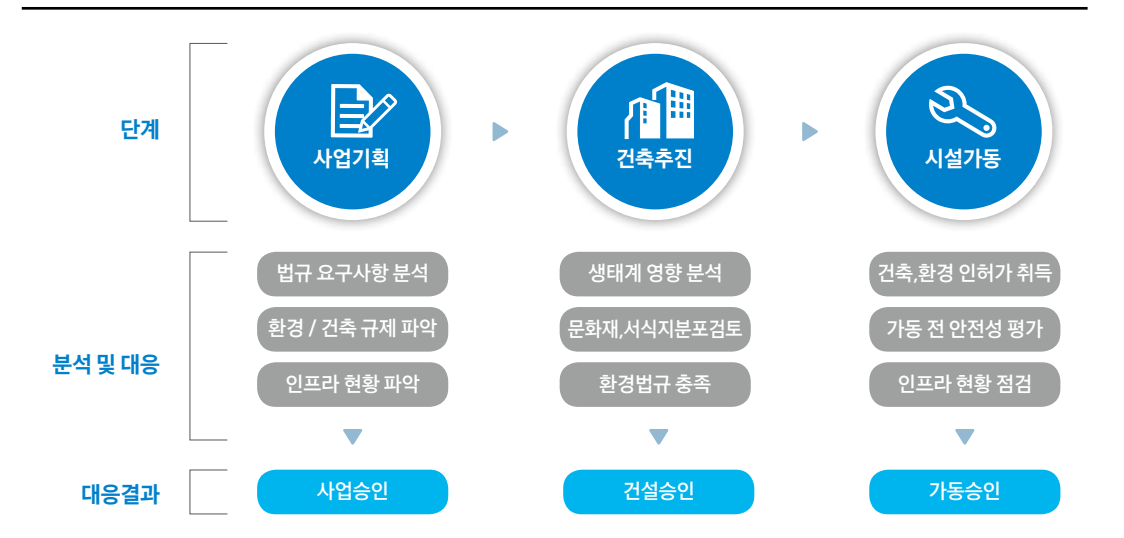 단계
사업기획
건축추진
시설가동
분석 및 대응
법규 요구사항 분석
생태계 영향 분석
건축,환경 인허가 취득
환경 / 건축 규제 파악
문화재,서식지분포검토
가동 전 안전성 평가
인프라 현황 파악
환경법규 충족
인프라 현황 점검
대응결과
사업승인
건설승인
가동승인